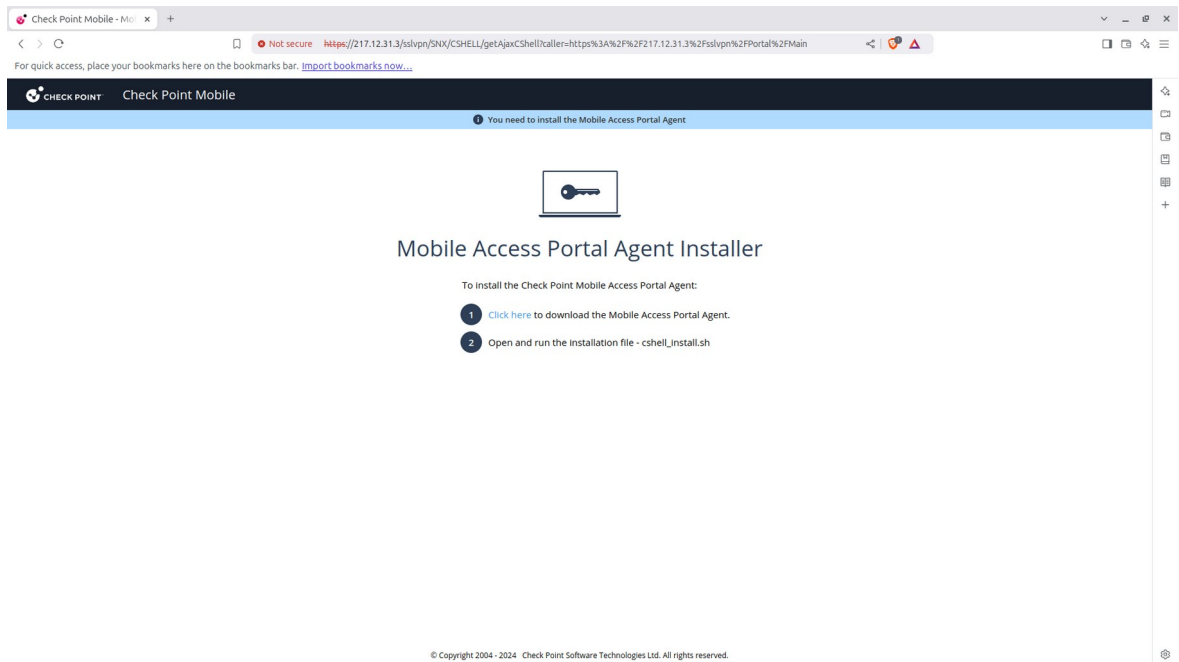 Check Point Mobile - Mo
Not secure https://217.12.31.3/sslvpn/SNX/CSHELL/getAjaxCShell?caller=https%3A%2F%2F217.12.31.3%2Fsslvpn%2FPortal%2FMain
For quick access, place your bookmarks here on the bookmarks bar. Import bookmarks now...
CHECK POINT Check Point Mobile
You need to install the Mobile Access Portal Agent
Mobile Access Portal Agent Installer
To install the Check Point Mobile Access Portal Agent:
1 Click here to download the Mobile Access Portal Agent.
2 Open and run the installation file - cshell_install.sh
© Copyright 2004 - 2024 Check Point Software Technologies Ltd. All rights reserved.